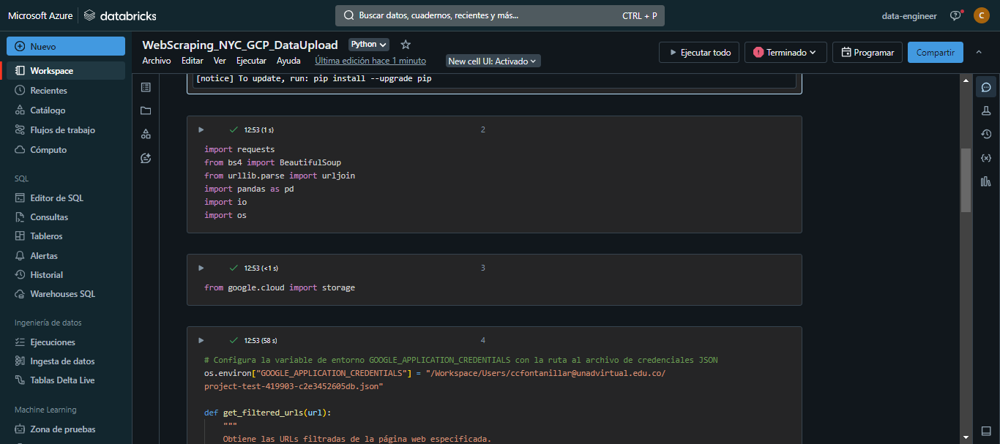 Microsoft Azure databricks
Buscar datos, cuadernos, recientes y más... CTRL + P
data-engineer
C
Nuevo
Workspace
Recientes
Catálogo
Flujos de trabajo
Cómputo
SQL
Editor de SQL
Consultas
Tableros
Alertas
Historial
Warehouses SQL
Ingeniería de datos
Ejecuciones
Ingesta de datos
Tablas Delta Live
Machine Learning
Zona de pruebas
WebScraping_NYC_GCP_DataUpload Python
Archivo Editar Ver Ejecutar Ayuda Última edición hace 1 minuto New cell UI: Activado
Ejecutar todo Terminado Programar Compartir
[notice] To update, run: pip install --upgrade pip
12:53 (1 s) 2
import requests
from bs4 import BeautifulSoup
from urllib.parse import urljoin
import pandas as pd
import io
import os
12:53 (<1 s) 3
from google.cloud import storage
12:53 (58 s) 4
# Configura la variable de entorno GOOGLE_APPLICATION_CREDENTIALS con la ruta al archivo de credenciales JSON
os.environ["GOOGLE_APPLICATION_CREDENTIALS"] = "/Workspace/Users/ccfontanillar@unadvirtual.edu.co/
project-test-419903-c2e3452605db.json"
def get_filtered_urls(url):
"""
Obtiene las URLs filtradas de la página web especificada.